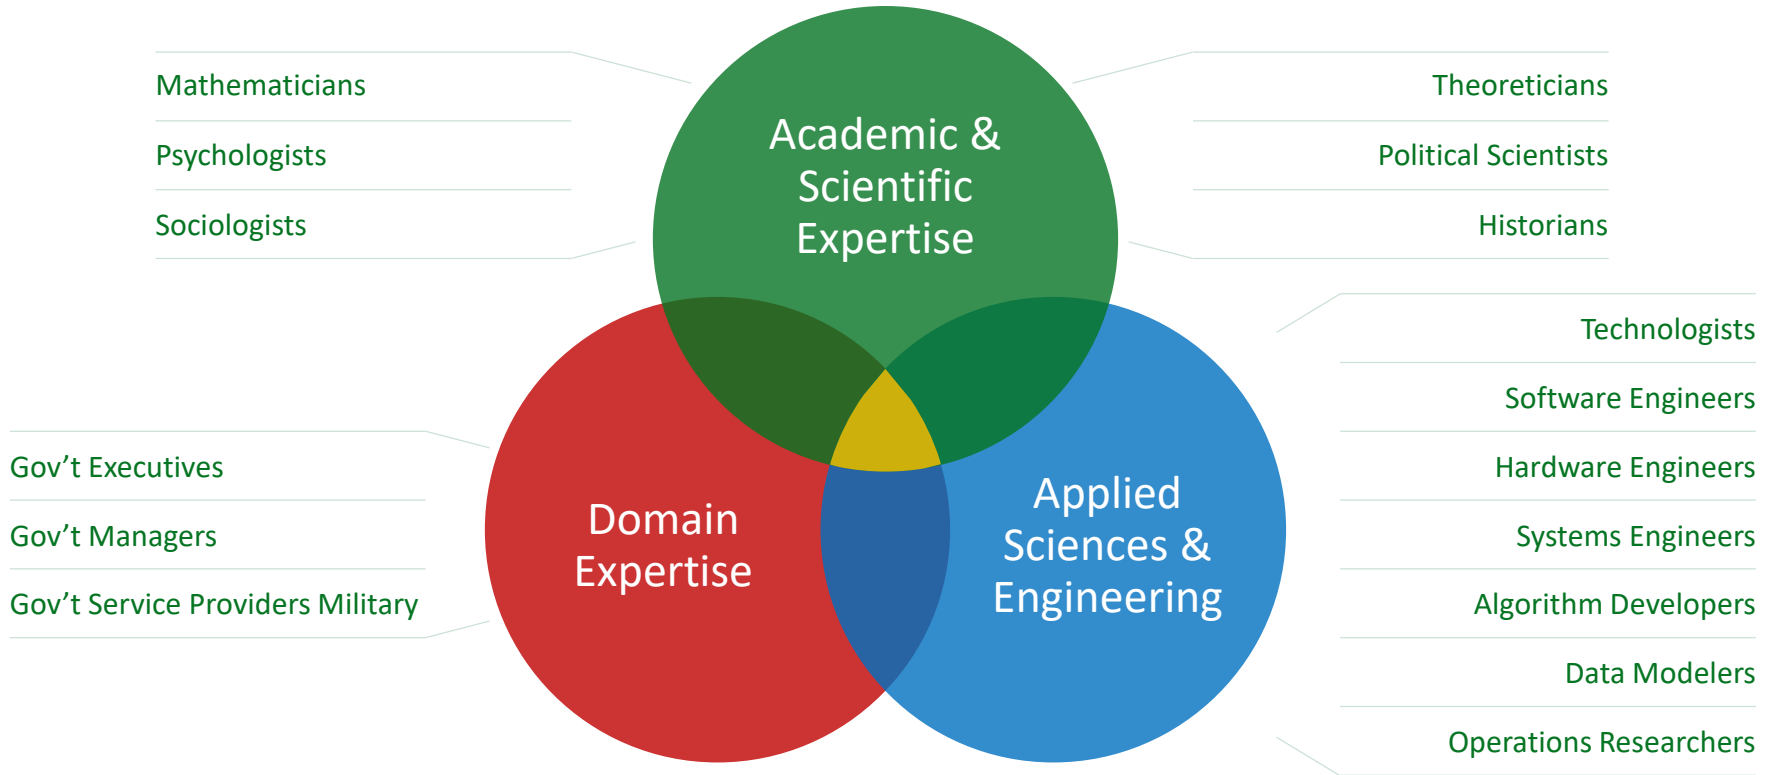 Mathematicians
Psychologists
Sociologists
Academic &
Scientific
Expertise
Theoreticians
Political Scientists
Historians
Gov’t Executives
Gov’t Managers
Gov’t Service Providers Military
Domain
Expertise
Applied
Sciences &
Engineering
Technologists
Software Engineers
Hardware Engineers
Systems Engineers
Algorithm Developers
Data Modelers
Operations Researchers